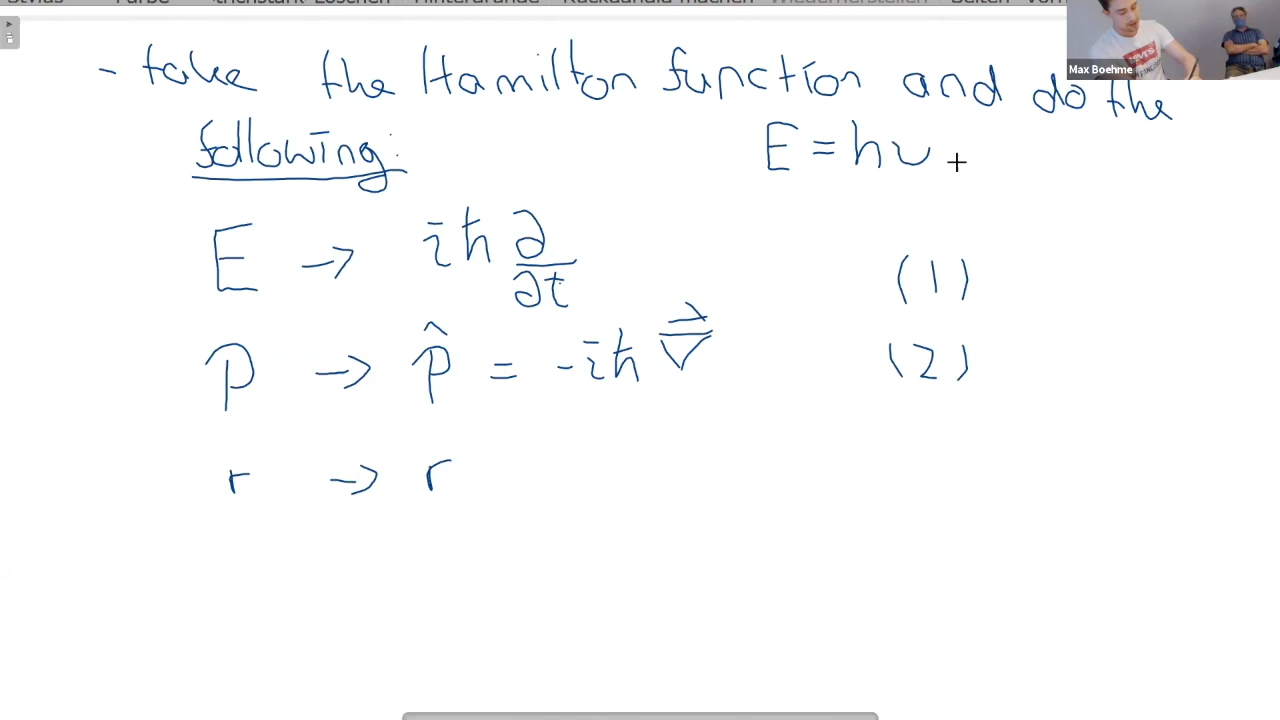 Max Boehme
- take the Hamilton function and do the
following:
E = hν
E → iℏ ∂/∂t (1)
p → p̂ = -iℏ ∇⃗ (2)
r → r